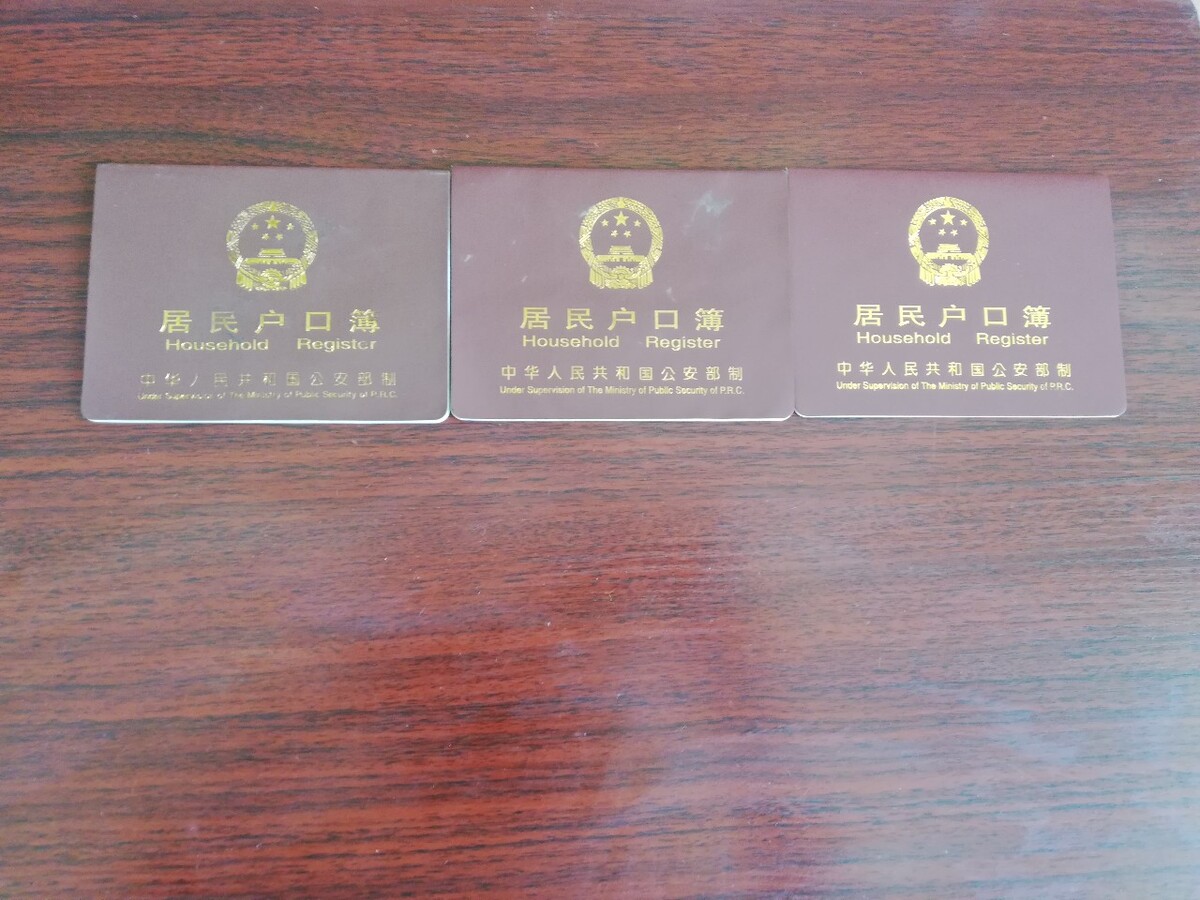 居民户口簿
Household Register
中华人民共和国公安部制
Under Supervision of The Ministry of Public Security of P.R.C.
居民户口簿
Household Register
中华人民共和国公安部制
Under Supervision of The Ministry of Public Security of P.R.C.
居民户口簿
Household Register
中华人民共和国公安部制
Under Supervision of The Ministry of Public Security of P.R.C.